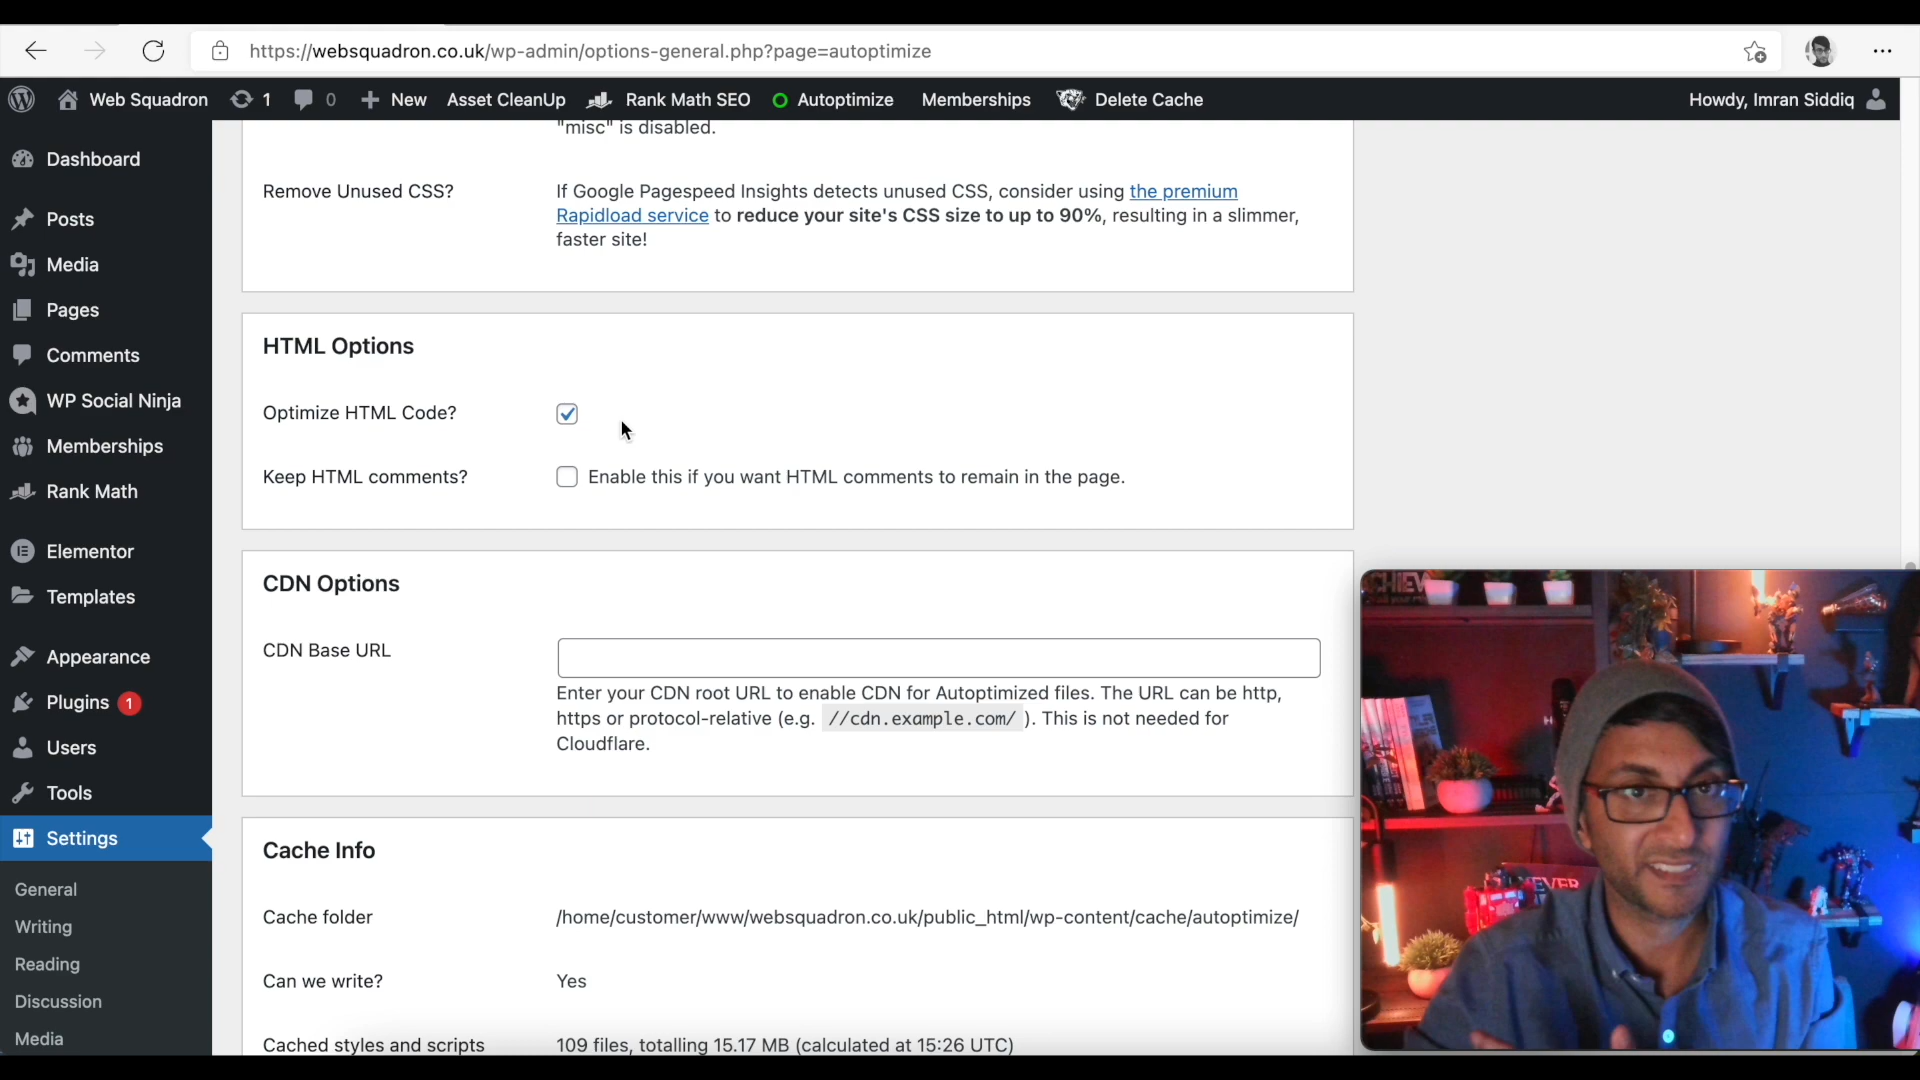 https://websquadron.co.uk/wp-admin/options-general.php?page=autoptimize
Web Squadron 1 0 New Asset CleanUp Rank Math SEO Autoptimize Memberships Delete Cache Howdy, Imran Siddiq
Dashboard
Posts
Media
Pages
Comments
WP Social Ninja
Memberships
Rank Math
Elementor
Templates
Appearance
Plugins 1
Users
Tools
Settings
General
Writing
Reading
Discussion
Media
"misc" is disabled.
Remove Unused CSS?
If Google Pagespeed Insights detects unused CSS, consider using the premium
Rapidload service to reduce your site's CSS size to up to 90%, resulting in a slimmer,
faster site!
HTML Options
Optimize HTML Code?
Keep HTML comments?
Enable this if you want HTML comments to remain in the page.
CDN Options
CDN Base URL
Enter your CDN root URL to enable CDN for Autoptimized files. The URL can be http,
https or protocol-relative (e.g. //cdn.example.com/ ). This is not needed for
Cloudflare.
Cache Info
Cache folder
/home/customer/www/websquadron.co.uk/public_html/wp-content/cache/autoptimize/
Can we write?
Yes
Cached styles and scripts
109 files, totalling 15.17 MB (calculated at 15:26 UTC)